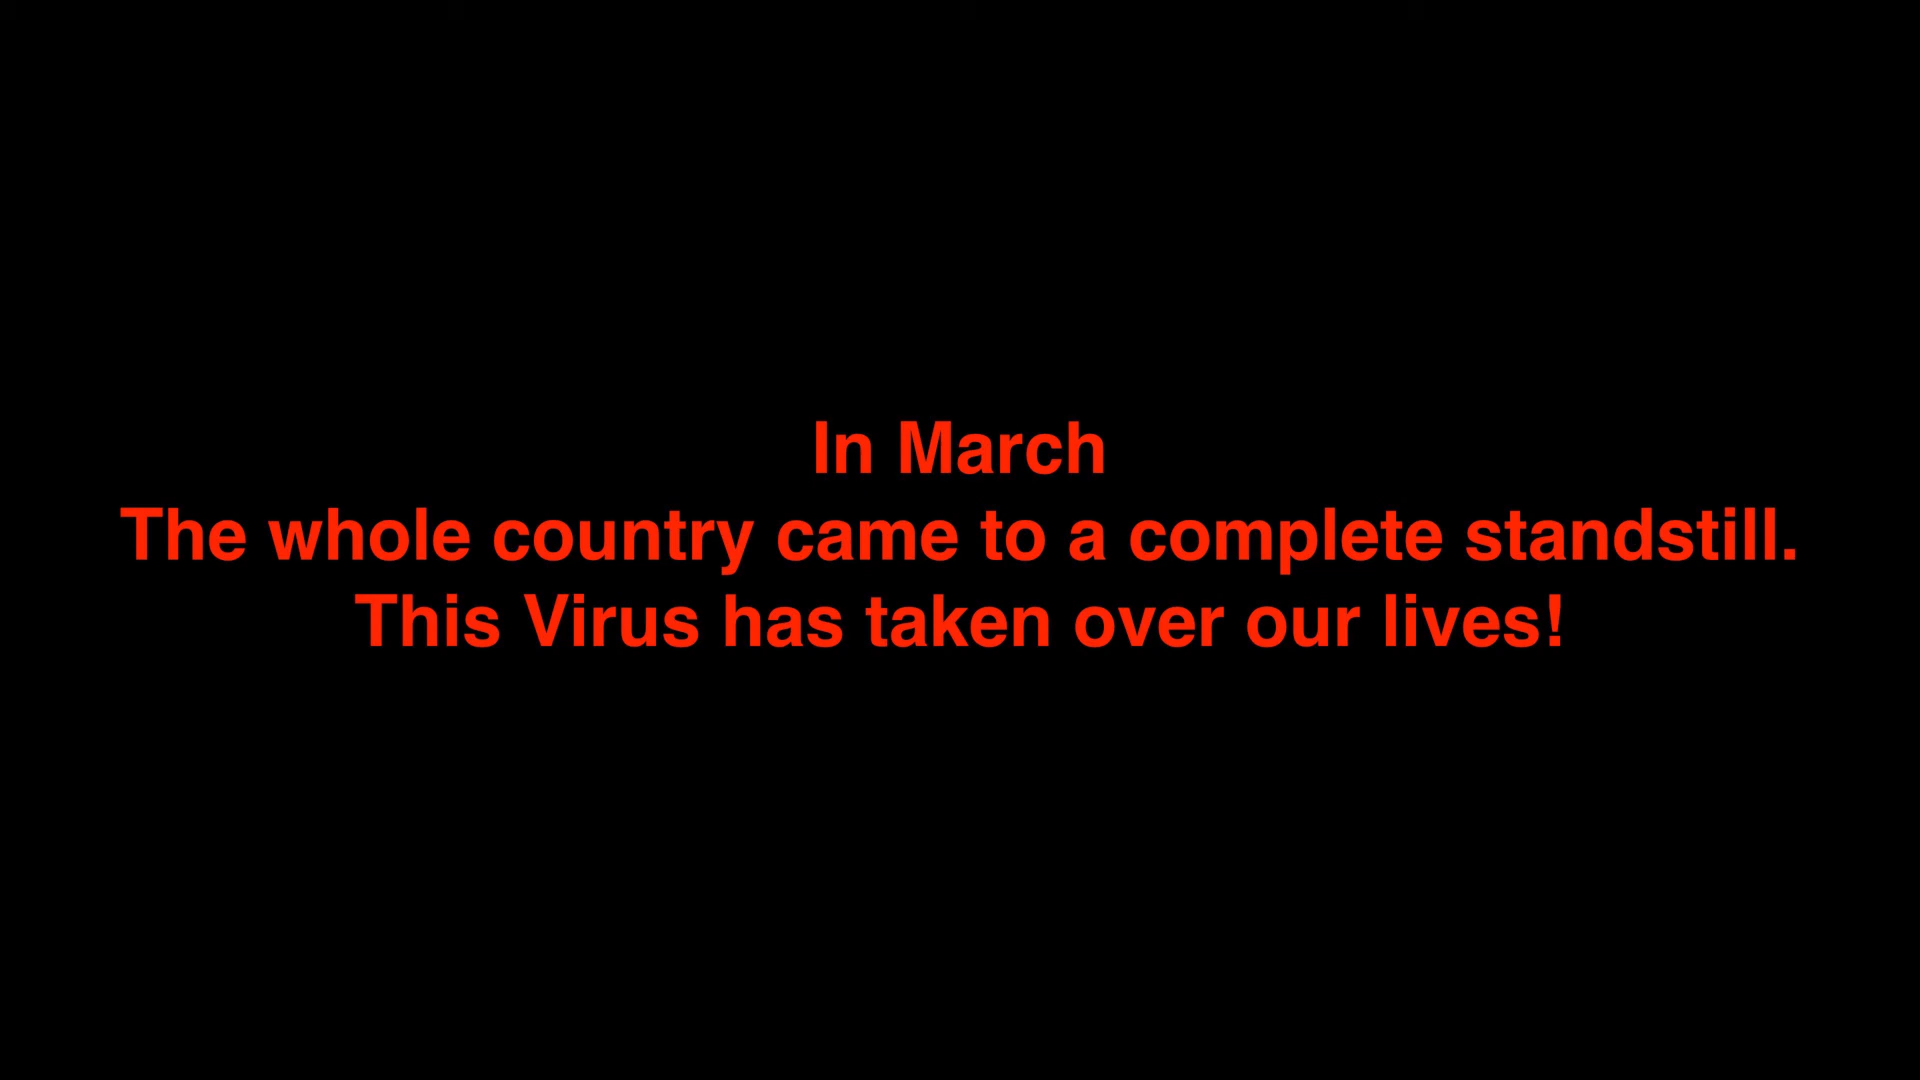 In March
The whole country came to a complete standstill.
This Virus has taken over our lives!